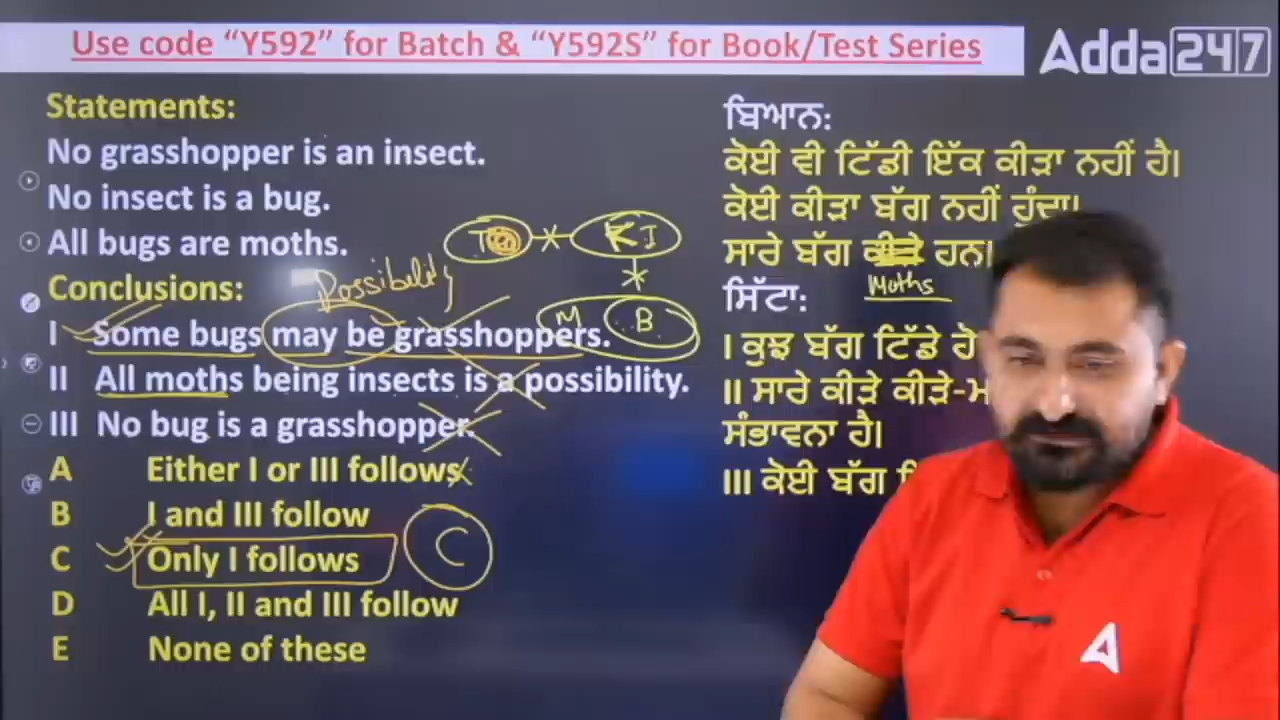 Use code “Y592” for Batch & “Y592S” for Book/Test Series
Adda247
Statements:
No grasshopper is an insect.
No insect is a bug.
All bugs are moths.
Possibility
Conclusions:
I Some bugs may be grasshoppers.
II All moths being insects is a possibility.
III No bug is a grasshopper.
A Either I or III follows
B I and III follow
C Only I follows
C
D All I, II and III follow
E None of these
T
I
M
B
ਬਿਆਨ:
ਕੋਈ ਵੀ ਟਿੱਡੀ ਇੱਕ ਕੀੜਾ ਨਹੀਂ ਹੈ।
ਕੋਈ ਕੀੜਾ ਬੱਗ ਨਹੀਂ ਹੁੰਦਾ।
ਸਾਰੇ ਬੱਗ ਕੀੜੇ ਹਨ।
Moths
ਸਿੱਟਾ:
I ਕੁਝ ਬੱਗ ਟਿੱਡੇ ਹੋ
II ਸਾਰੇ ਕੀੜੇ ਕੀੜੇ-ਮ
ਸੰਭਾਵਨਾ ਹੈ।
III ਕੋਈ ਬੱਗ